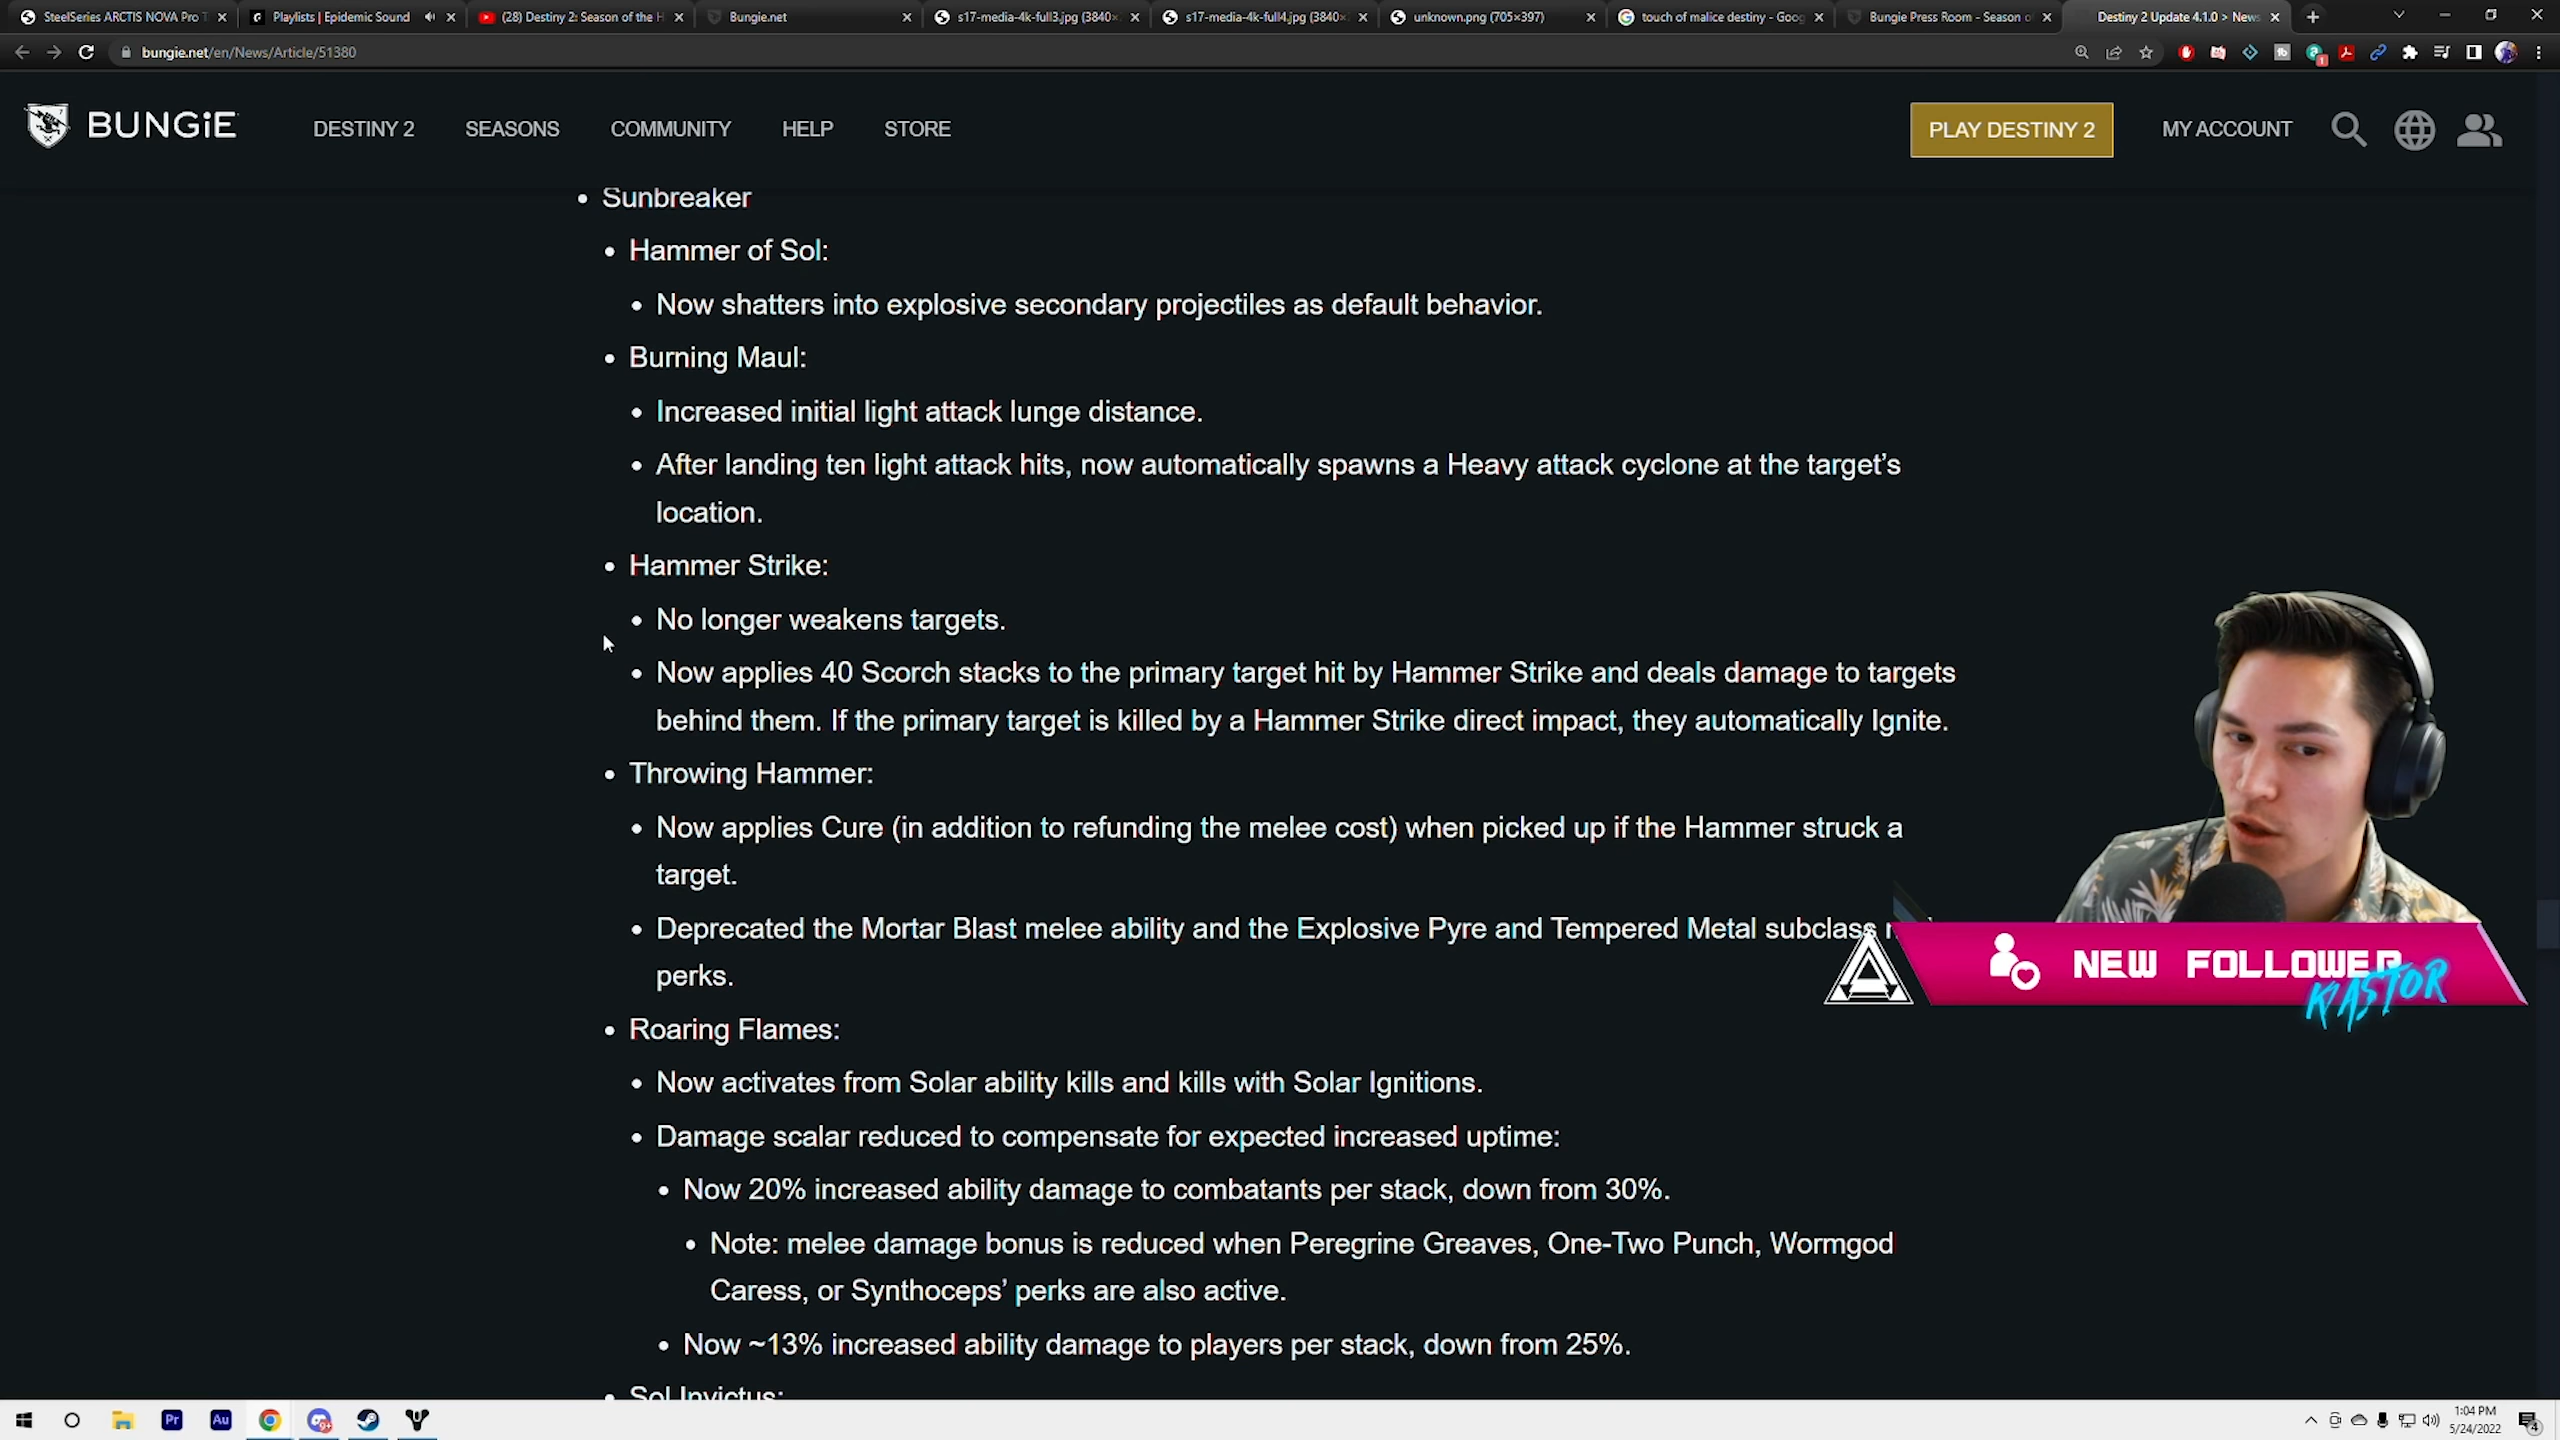 SteelSeries ARCTIS NOVA Pro T
Playlists | Epidemic Sound
(28) Destiny 2: Season of the H
Bungie.net
s17-media-4k-full3.jpg (3840×
s17-media-4k-full4.jpg (3840×
unknown.png (705×397)
touch of malice destiny - Goog
Bungie Press Room - Season o
Destiny 2 Update 4.1.0 > News
bungie.net/en/News/Article/51380
BUNGiE
DESTINY 2
SEASONS
COMMUNITY
HELP
STORE
PLAY DESTINY 2
MY ACCOUNT
Sunbreaker
Hammer of Sol:
Now shatters into explosive secondary projectiles as default behavior.
Burning Maul:
Increased initial light attack lunge distance.
After landing ten light attack hits, now automatically spawns a Heavy attack cyclone at the target’s
location.
Hammer Strike:
No longer weakens targets.
Now applies 40 Scorch stacks to the primary target hit by Hammer Strike and deals damage to targets
behind them. If the primary target is killed by a Hammer Strike direct impact, they automatically Ignite.
Throwing Hammer:
Now applies Cure (in addition to refunding the melee cost) when picked up if the Hammer struck a
target.
Deprecated the Mortar Blast melee ability and the Explosive Pyre and Tempered Metal subclass
perks.
NEW FOLLOWER
KASTOR
Roaring Flames:
Now activates from Solar ability kills and kills with Solar Ignitions.
Damage scalar reduced to compensate for expected increased uptime:
Now 20% increased ability damage to combatants per stack, down from 30%.
Note: melee damage bonus is reduced when Peregrine Greaves, One-Two Punch, Wormgod
Caress, or Synthoceps’ perks are also active.
Now ~13% increased ability damage to players per stack, down from 25%.
Sol Invictus:
Pr
Au
1:04 PM
5/24/2022
4